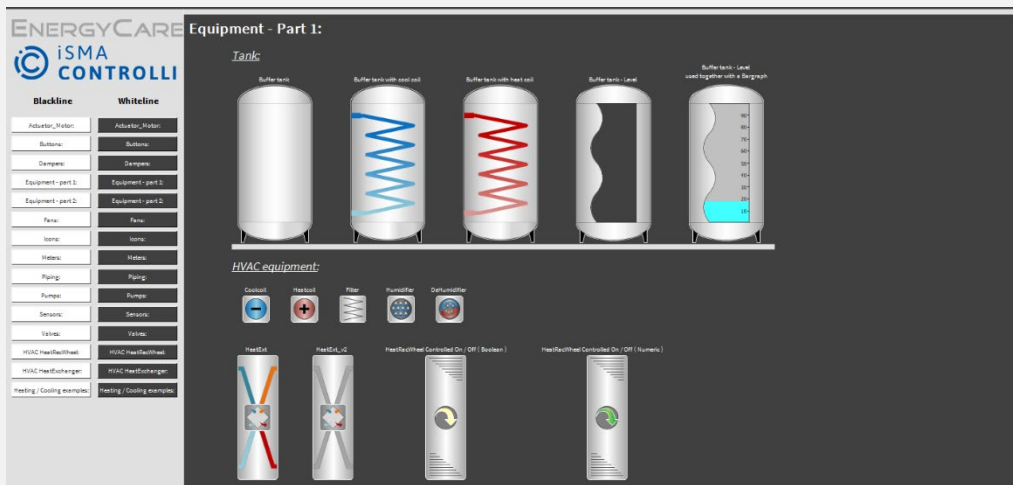 ENERGYCARE
iSMA
CONTROLLI
Blackline Whiteline
Actuator_Motor: Actuator_Motor:
Buttons: Buttons:
Dampers: Dampers:
Equipment - part 1: Equipment - part 1:
Equipment - part 2: Equipment - part 2:
Fans: Fans:
Icons: Icons:
Meters: Meters:
Piping: Piping:
Pumps: Pumps:
Sensors: Sensors:
Valves: Valves:
HVAC HeatRecWheel: HVAC HeatRecWheel:
HVAC HeatExchanger: HVAC HeatExchanger:
Heating / Cooling examples: Heating / Cooling examples:
Equipment - Part 1:
Tank:
Buffer tank
Buffer tank with cool coil
Buffer tank with heat coil
Buffer tank - Level
Buffer tank - Level
used together with a Bargraph
90
80
70
60
50
40
30
20
10
HVAC equipment:
Coolcoil Heatcoil Filter Humidifier DeHumidifier
HeatExt HeatExt_v2 HeatRecWheel Controlled On / Off ( Boolean ) HeatRecWheel Controlled On / Off ( Numeric )